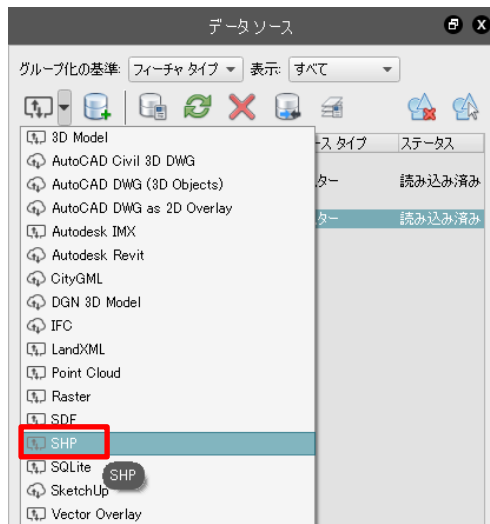 データ ソース
グループ化の基準: フィーチャ タイプ 表示: すべて
3D Model
AutoCAD Civil 3D DWG
AutoCAD DWG (3D Objects)
AutoCAD DWG as 2D Overlay
Autodesk IMX
Autodesk Revit
CityGML
DGN 3D Model
IFC
LandXML
Point Cloud
Raster
SDF
SHP
SQLite
SketchUp
Vector Overlay
SHP
ース タイプ ステータス
ター 読み込み済み
ター 読み込み済み